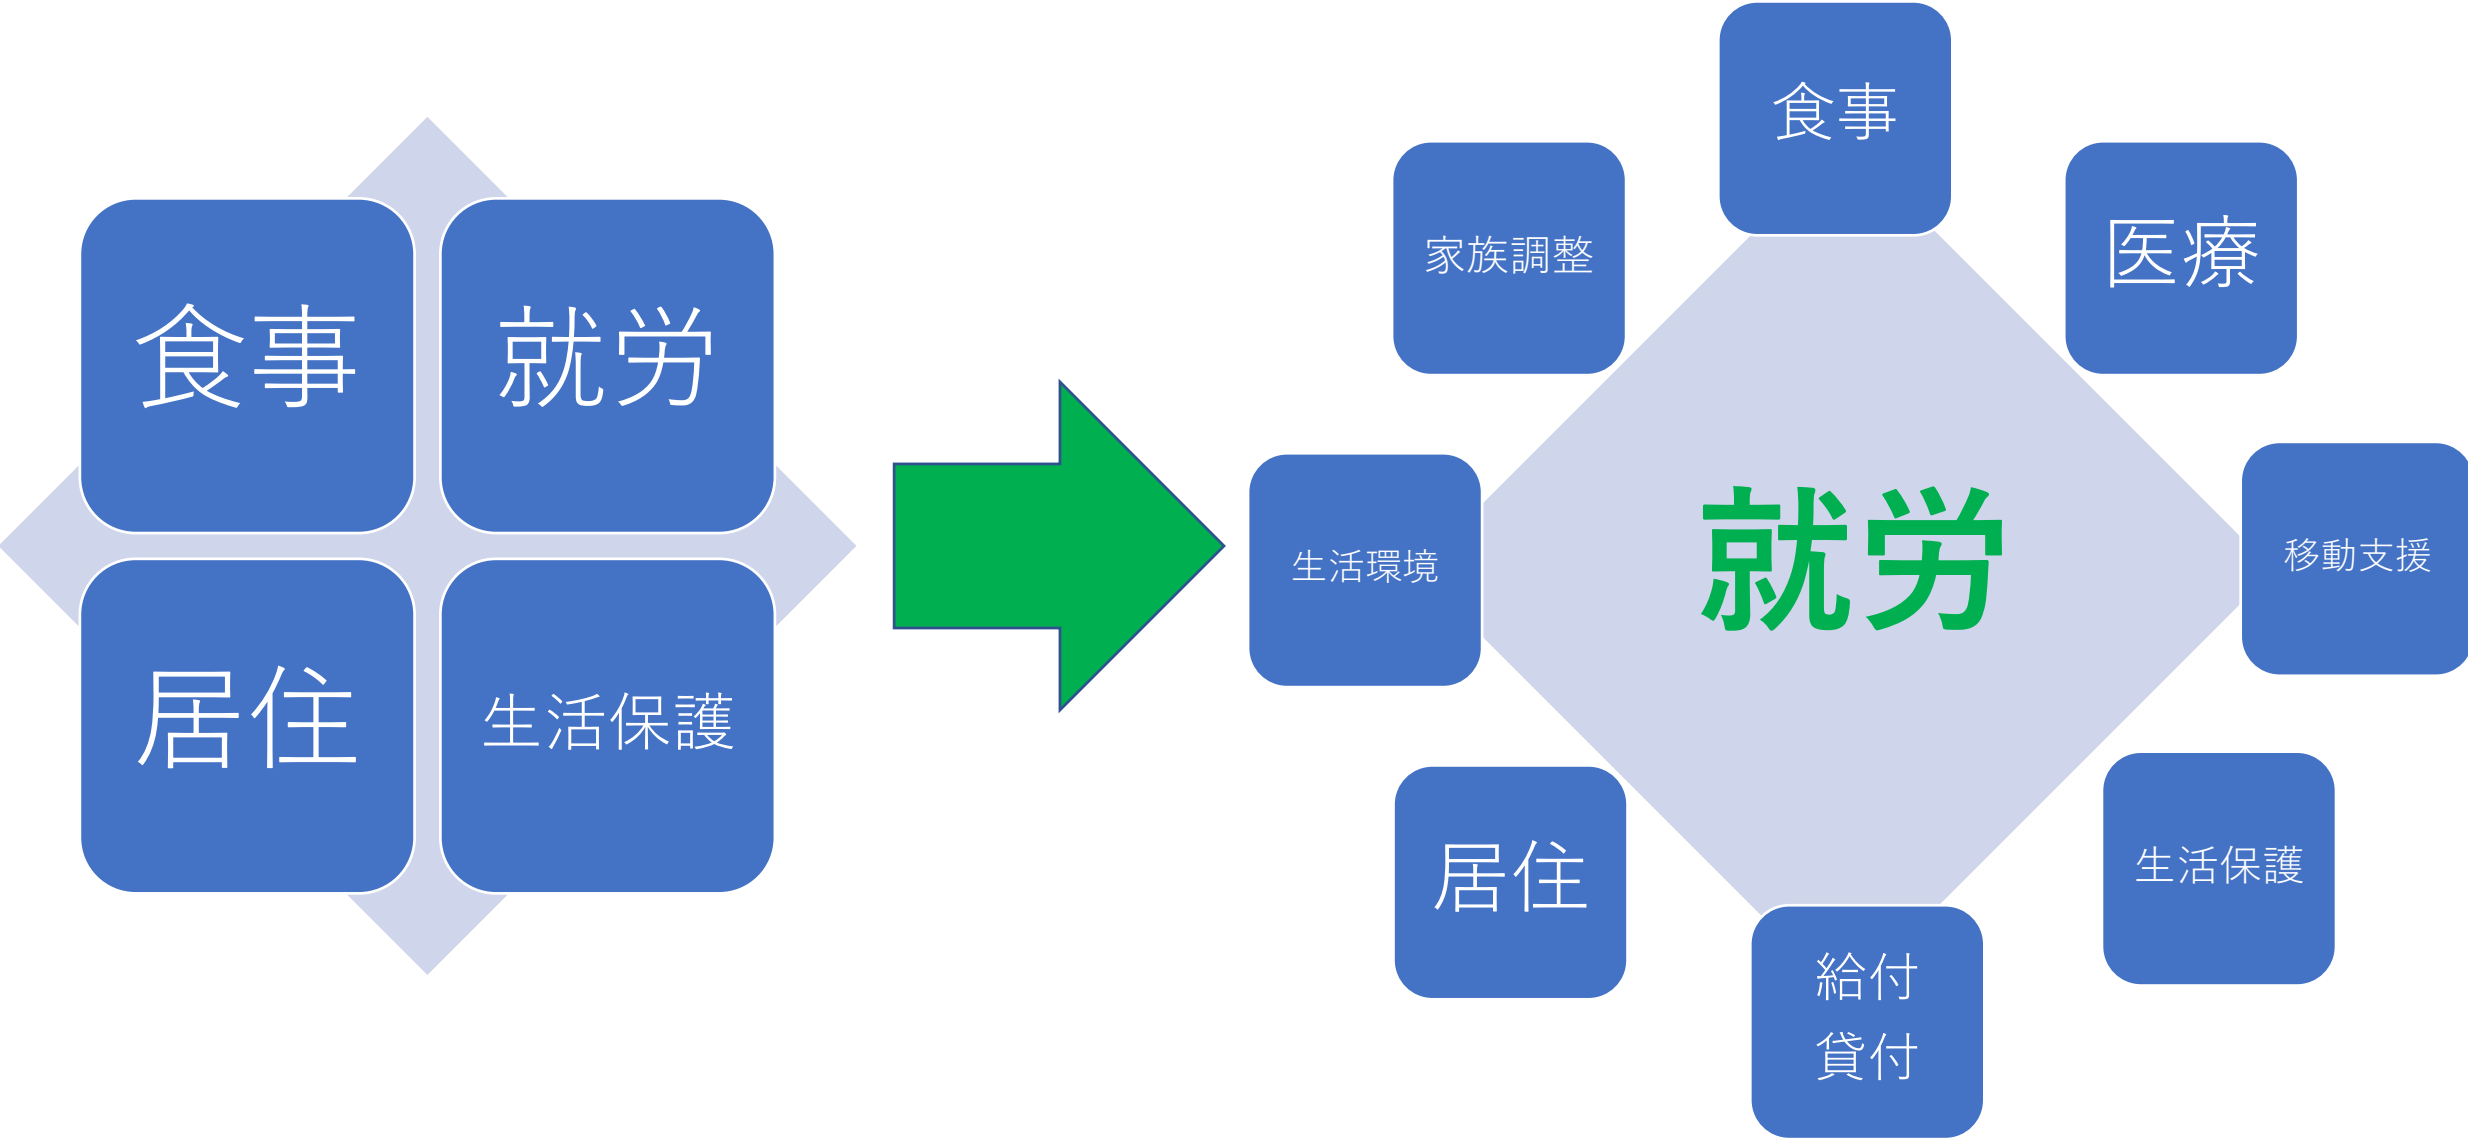 食事
就労
居住
生活保護
食事
家族調整
医療
生活環境
就労
移動支援
居住
生活保護
給付
貸付